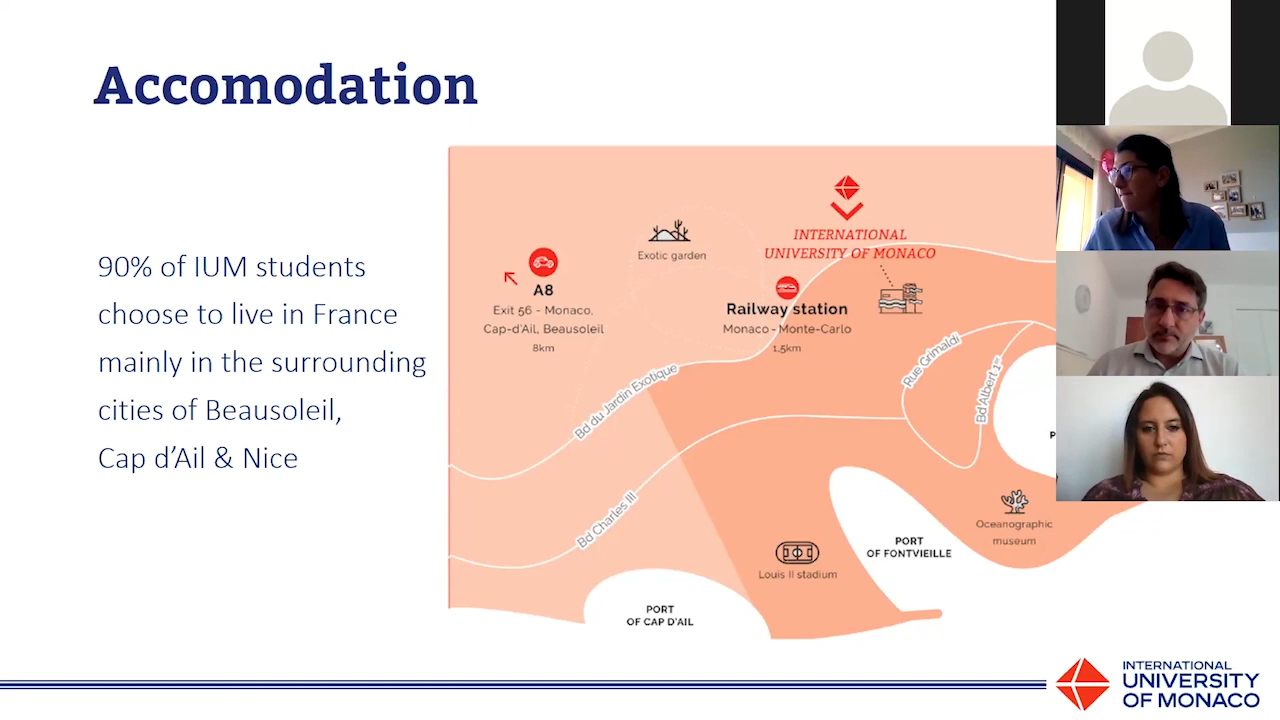 Accomodation
90% of IUM students
choose to live in France
mainly in the surrounding
cities of Beausoleil,
Cap d’Ail & Nice
INTERNATIONAL
UNIVERSITY OF MONACO
Exotic garden
A8
Exit 56 - Monaco,
Cap-d'Ail, Beausoleil
8km
Railway station
Monaco - Monte-Carlo
1,5km
Rue Grimaldi
Bd Albert 1er
Bd du Jardin Exotique
Bd Charles III
P
Oceanographic
museum
PORT
OF FONTVIEILLE
Louis II stadium
PORT
OF CAP D'AIL
INTERNATIONAL
UNIVERSITY
OF MONACO